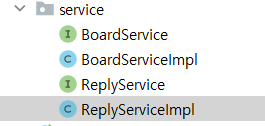 service
I BoardService
C BoardServiceImpl
I ReplyService
C ReplyServiceImpl